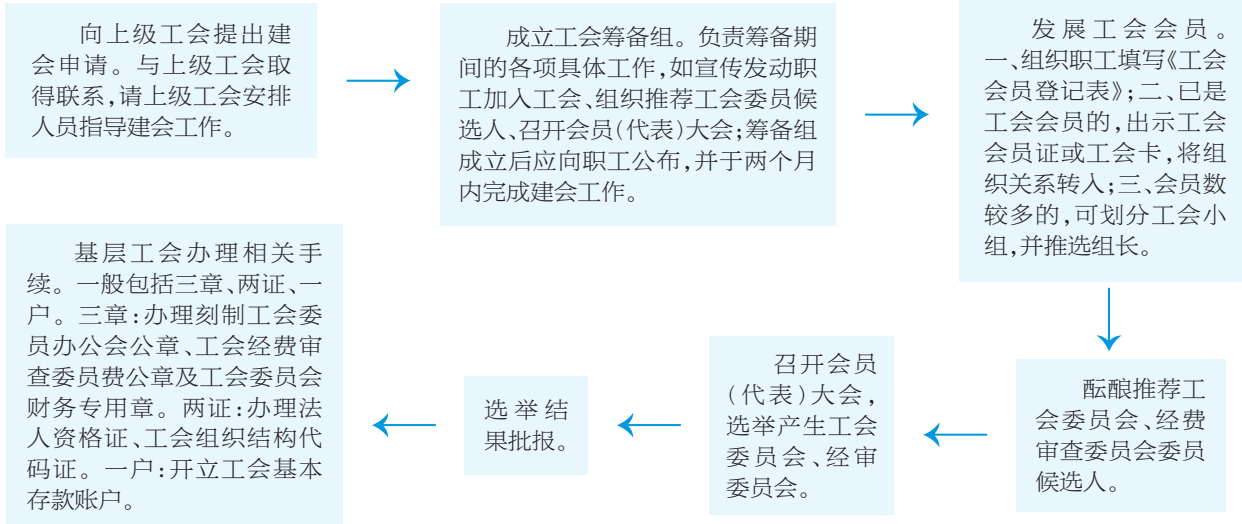 向上级工会提出建
会申请。与上级工会取
得联系,请上级工会安排
人员指导建会工作。
成立工会筹备组。负责筹备期
间的各项具体工作,如宣传发动职
工加入工会、组织推荐工会委员候
选人、召开会员(代表)大会;筹备组
成立后应向职工公布,并于两个月
内完成建会工作。
发展工会会员。
一、组织职工填写《工会
会员登记表》;二、已是
工会会员的,出示工会
会员证或工会卡,将组
织关系转入;三、会员数
较多的,可划分工会小
组,并推选组长。
酝酿推荐工
会委员会、经费
审查委员会委员
候选人。
召开会员
(代表)大会,
选举产生工会
委员会、经审
委员会。
选举结
果批报。
基层工会办理相关手
续。一般包括三章、两证、一
户。三章:办理刻制工会委
员办公会公章、工会经费审
查委员费公章及工会委员会
财务专用章。两证:办理法
人资格证、工会组织结构代
码证。一户:开立工会基本
存款账户。